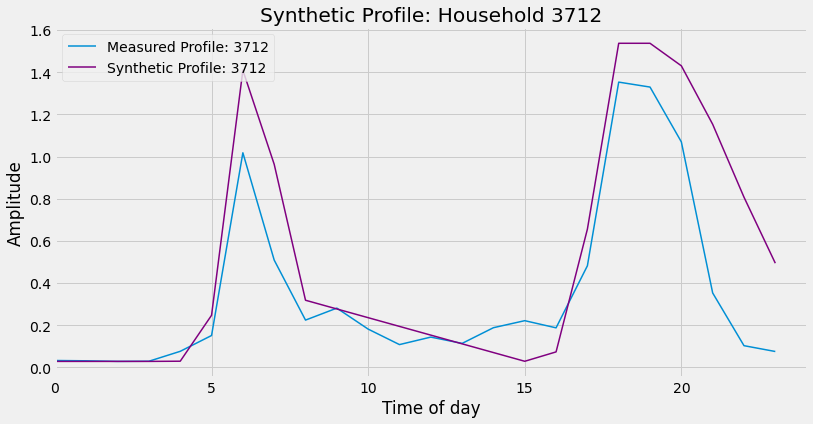 Synthetic Profile: Household 3712
Measured Profile: 3712
Synthetic Profile: 3712
Amplitude
1.6
1.4
1.2
1.0
0.8
0.6
0.4
0.2
0.0
0 5 10 15 20
Time of day